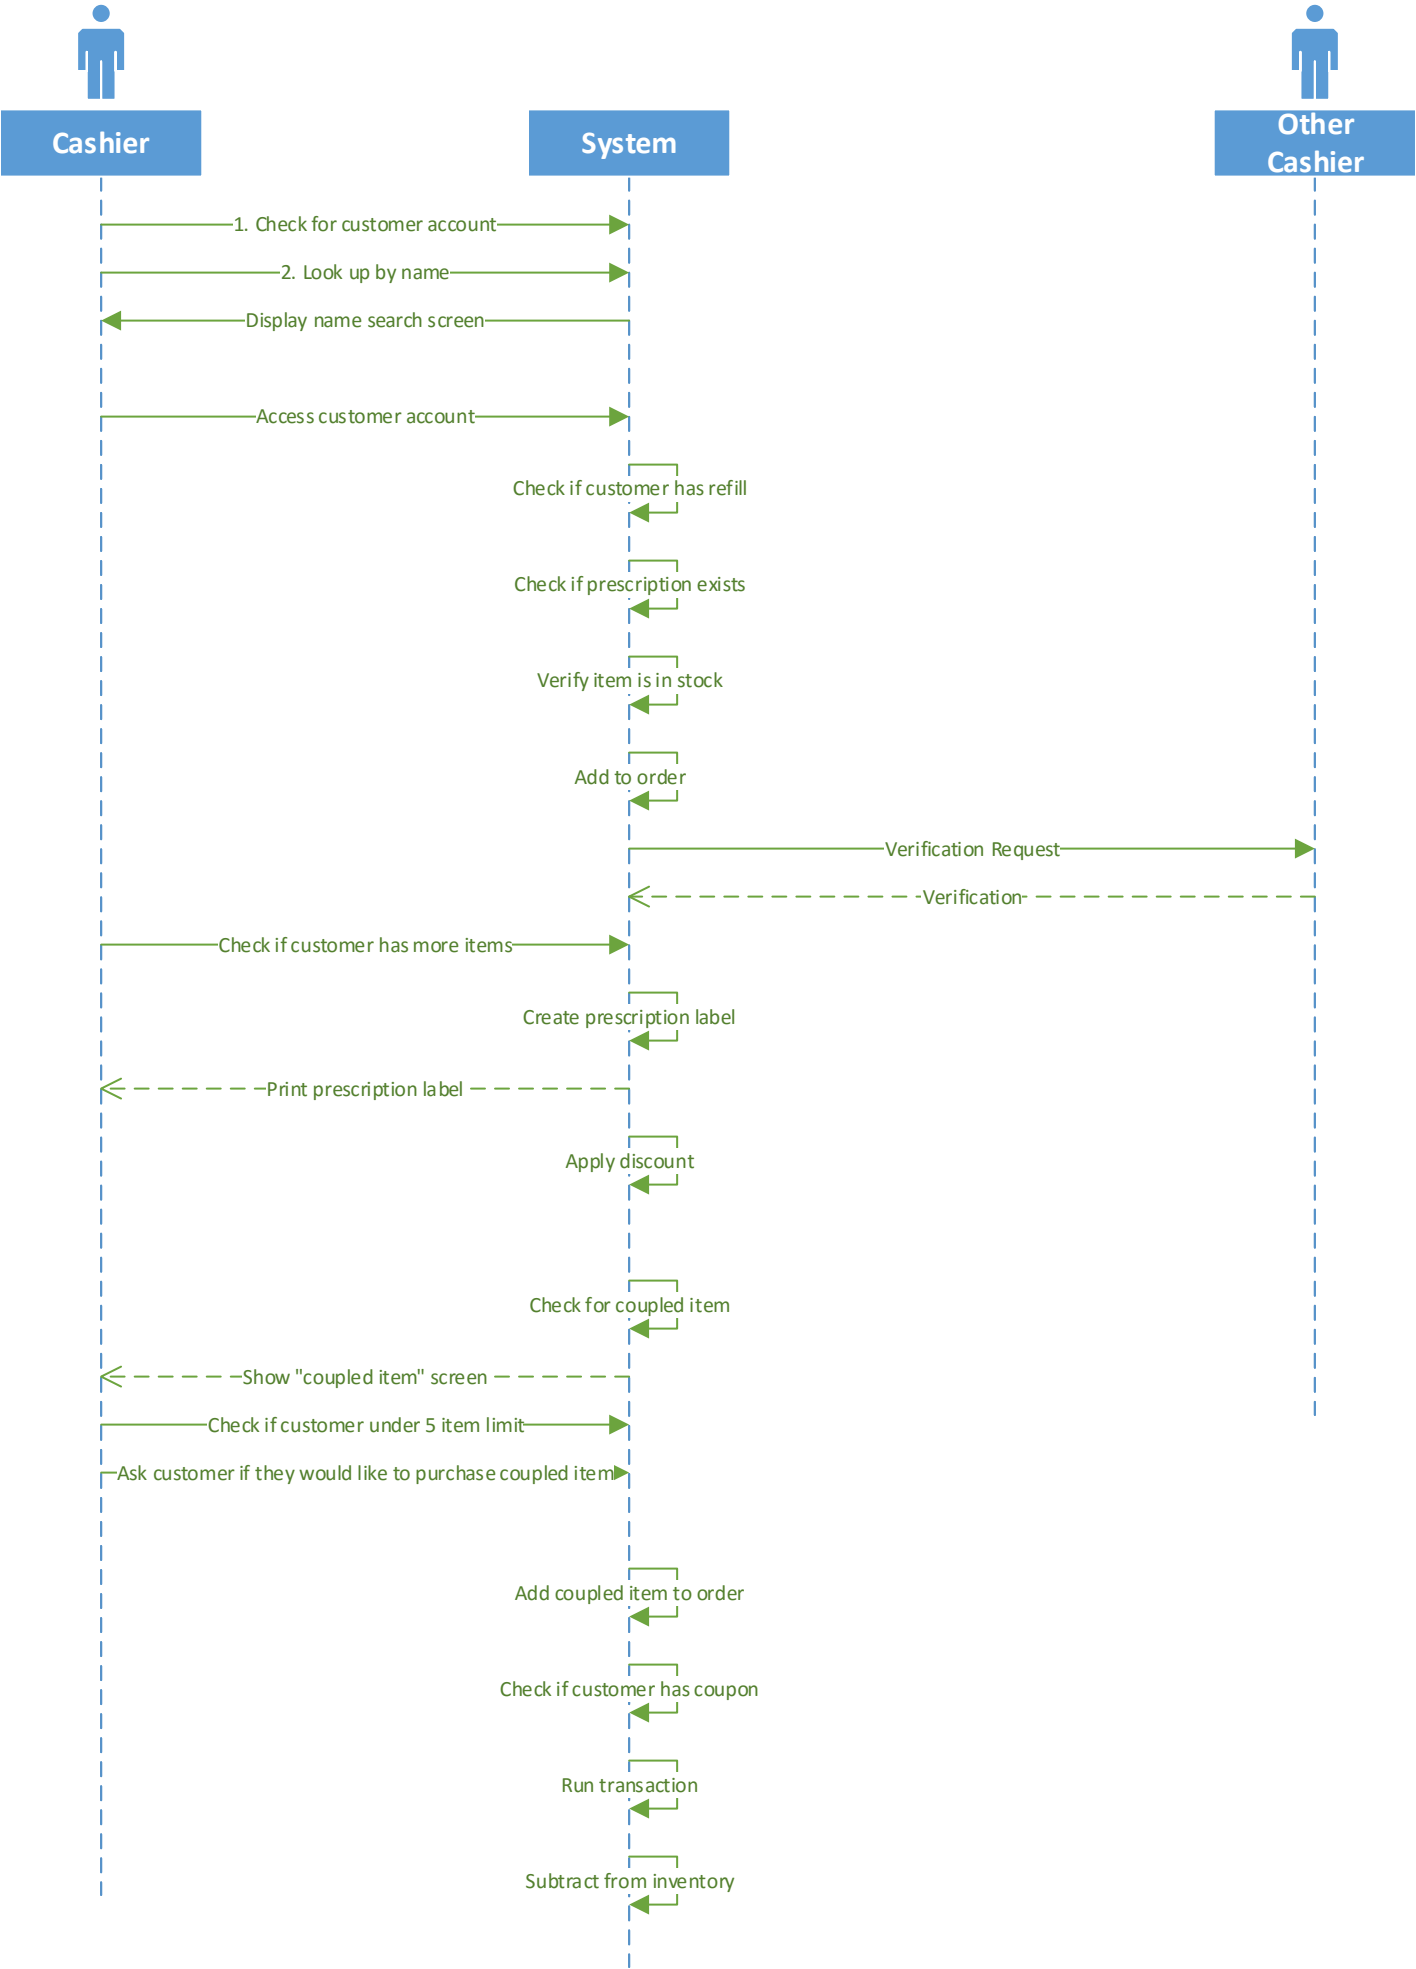 Cashier
System
Other
Cashier
1. Check for customer account
2. Look up by name
Display name search screen
Access customer account
Check if customer has refill
Check if prescription exists
Verify item is in stock
Add to order
Verification Request
Verification
Check if customer has more items
Create prescription label
Print prescription label
Apply discount
Check for coupled item
Show "coupled item" screen
Check if customer under 5 item limit
Ask customer if they would like to purchase coupled item
Add coupled item to order
Check if customer has coupon
Run transaction
Subtract from inventory